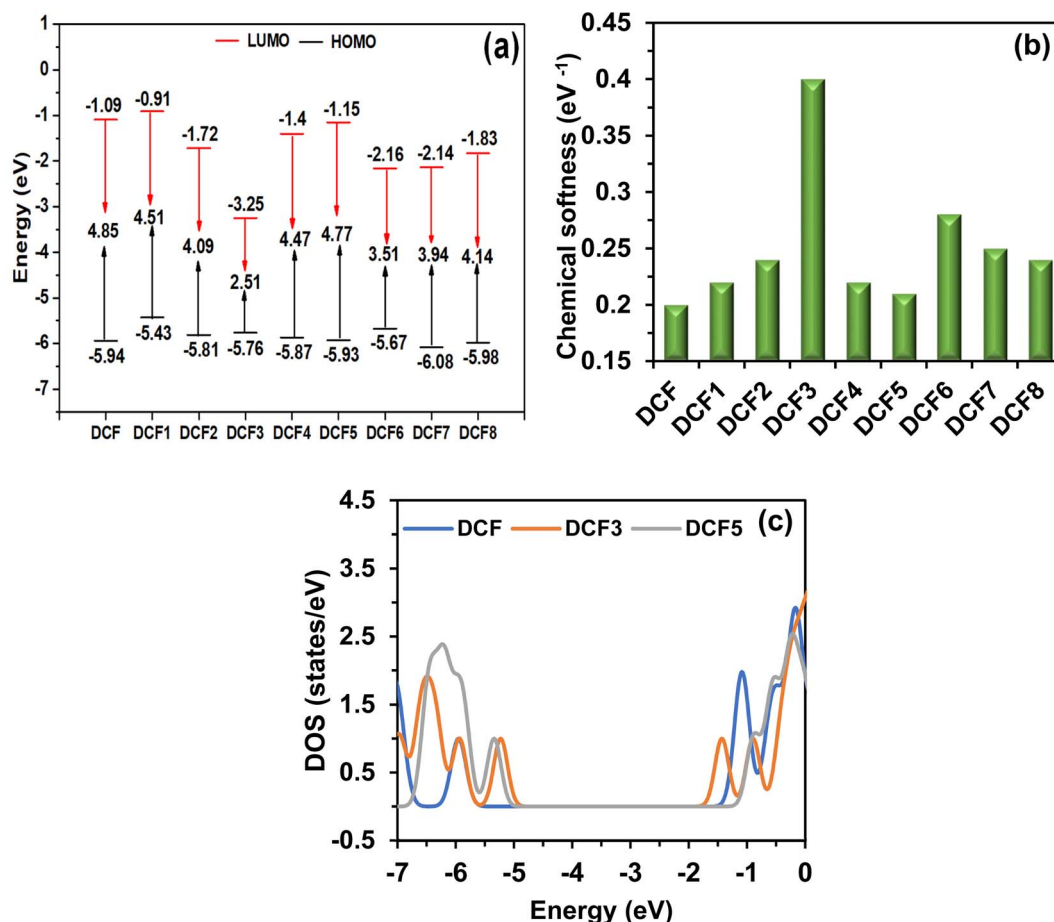 (a)
LUMO HOMO
Energy (eV)
1
0
-1
-2
-3
-4
-5
-6
-7
-1.09 -0.91 -1.72 -3.25 -1.4 -1.15 -2.16 -2.14 -1.83
4.85 4.51 4.09 2.51 4.47 4.77 3.51 3.94 4.14
-5.94 -5.43 -5.81 -5.76 -5.87 -5.93 -5.67 -6.08 -5.98
DCF DCF1 DCF2 DCF3 DCF4 DCF5 DCF6 DCF7 DCF8
(b)
Chemical softness (eV -1)
0.45
0.4
0.35
0.3
0.25
0.2
0.15
DCF DCF1 DCF2 DCF3 DCF4 DCF5 DCF6 DCF7 DCF8
(c)
DCF DCF3 DCF5
DOS (states/eV)
4.5
3.5
2.5
1.5
0.5
-0.5
-7 -6 -5 -4 -3 -2 -1 0
Energy (eV)